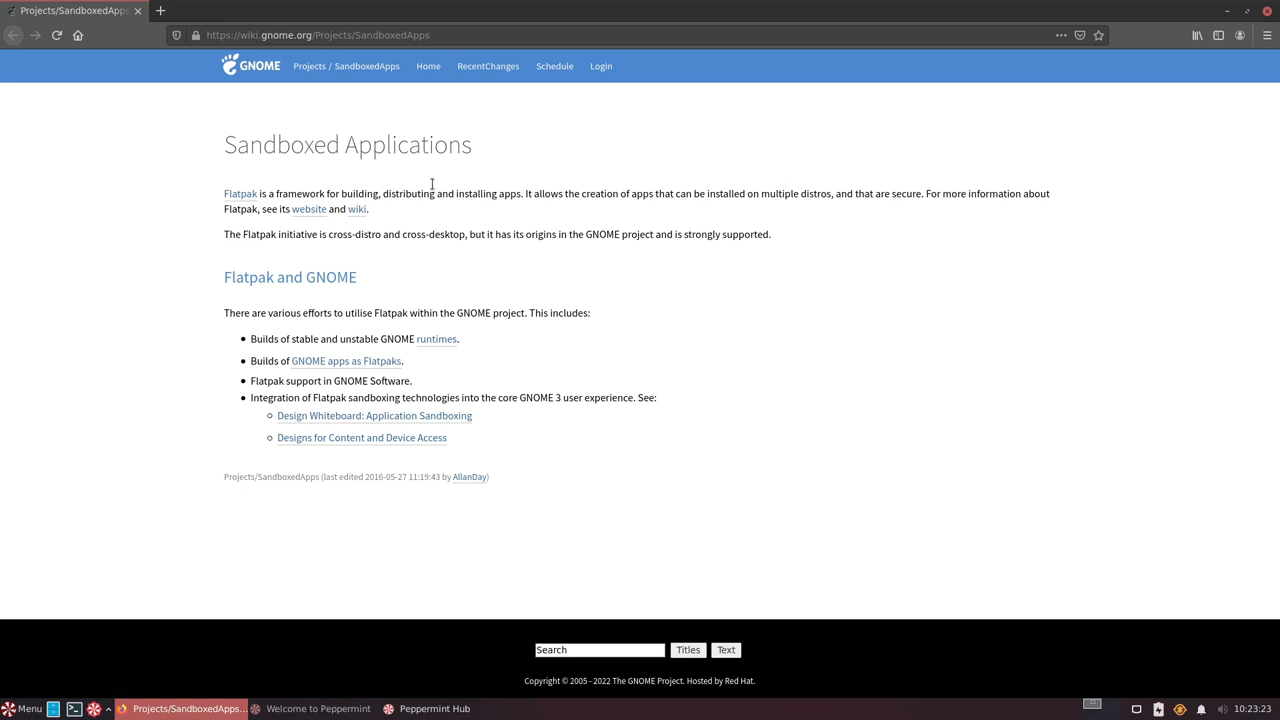 Projects/SandboxedApps
https://wiki.gnome.org/Projects/SandboxedApps
GNOME Projects / SandboxedApps Home RecentChanges Schedule Login
Sandboxed Applications
Flatpak is a framework for building, distributing and installing apps. It allows the creation of apps that can be installed on multiple distros, and that are secure. For more information about
Flatpak, see its website and wiki.
The Flatpak initiative is cross-distro and cross-desktop, but it has its origins in the GNOME project and is strongly supported.
Flatpak and GNOME
There are various efforts to utilise Flatpak within the GNOME project. This includes:
Builds of stable and unstable GNOME runtimes.
Builds of GNOME apps as Flatpaks.
Flatpak support in GNOME Software.
Integration of Flatpak sandboxing technologies into the core GNOME 3 user experience. See:
Design Whiteboard: Application Sandboxing
Designs for Content and Device Access
Projects/SandboxedApps (last edited 2016-05-27 11:19:43 by AllanDay)
Search Titles Text
Copyright © 2005 - 2022 The GNOME Project. Hosted by Red Hat.
Menu Projects/SandboxedApps... Welcome to Peppermint Peppermint Hub 10:23:23